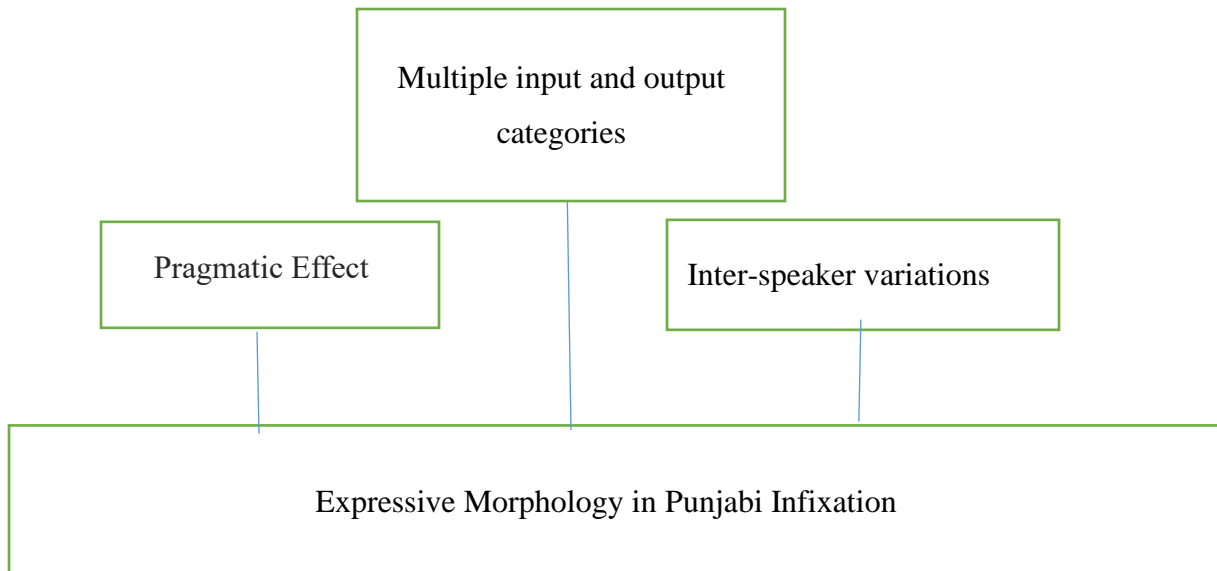 Multiple input and output
categories
Pragmatic Effect
Inter-speaker variations
Expressive Morphology in Punjabi Infixation